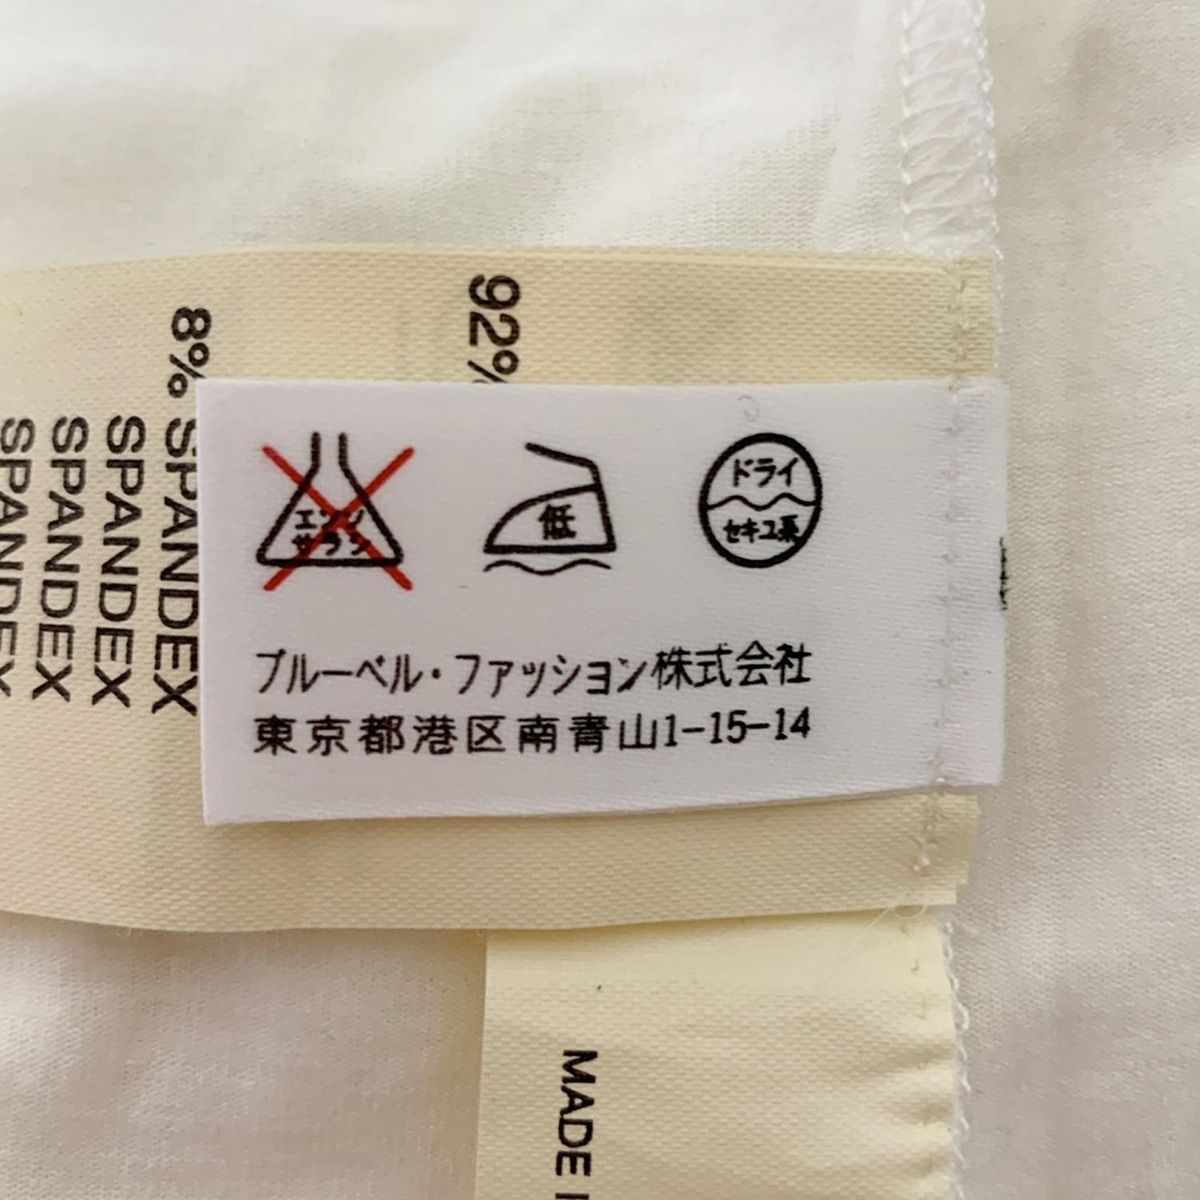 92%
8% SPANDEX
SPANDEX
SPANDEX
SPANDEX
エンソ
サラシ
低
ドライ
セキユ系
ブルーベル・ファッション株式会社
東京都港区南青山1-15-14
MADE